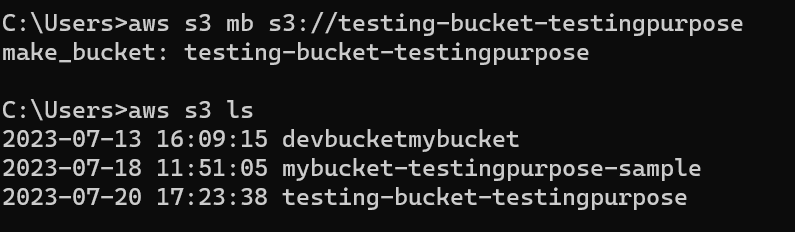 C:\Users>aws s3 mb s3://testing-bucket-testingpurpose
make_bucket: testing-bucket-testingpurpose
C:\Users>aws s3 ls
2023-07-13 16:09:15 devbucketmybucket
2023-07-18 11:51:05 mybucket-testingpurpose-sample
2023-07-20 17:23:38 testing-bucket-testingpurpose